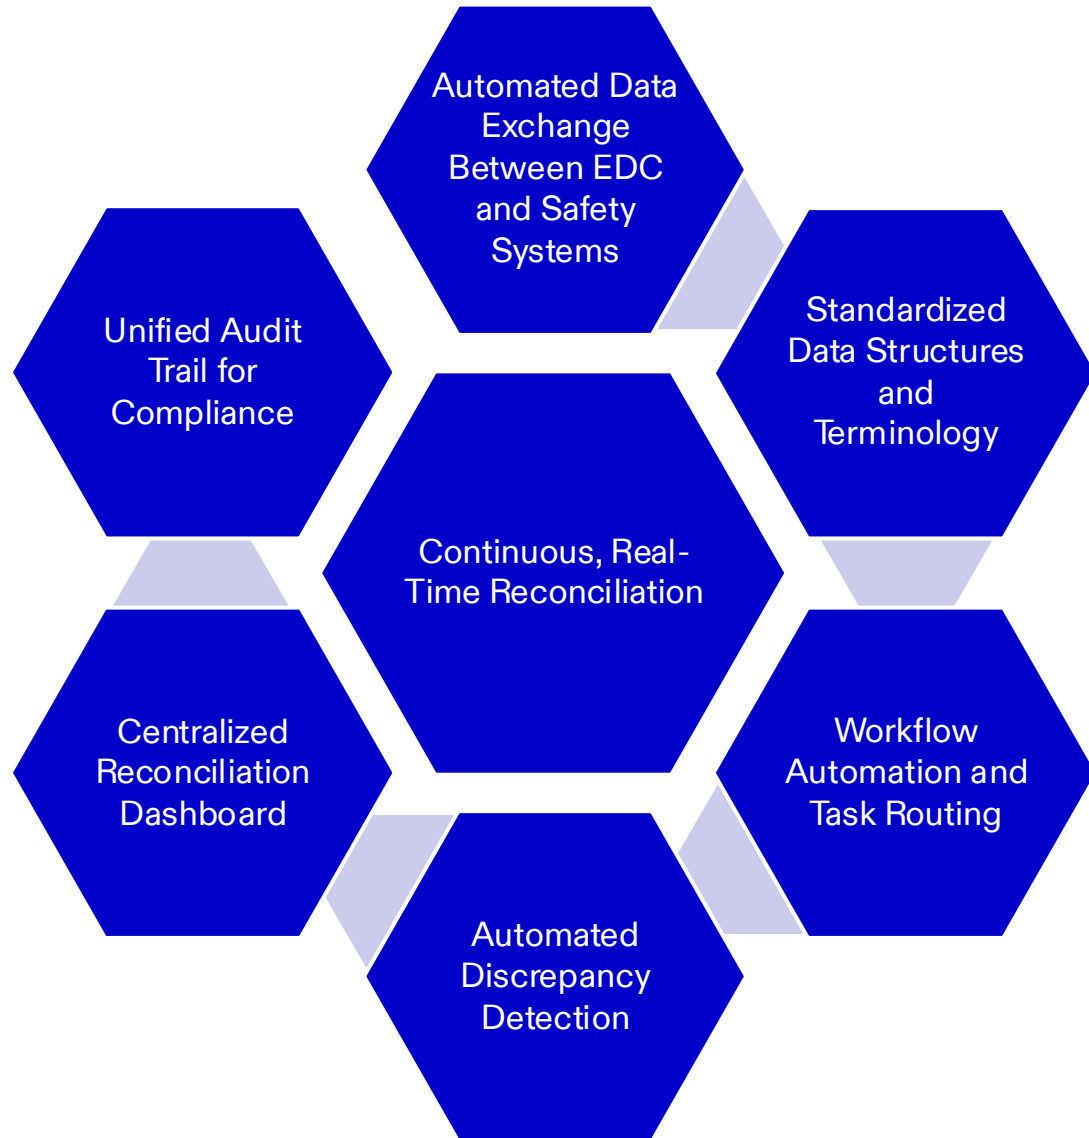 Automated Data
Exchange
Between EDC
and Safety
Systems
Standardized
Data Structures
and
Terminology
Workflow
Automation and
Task Routing
Automated
Discrepancy
Detection
Centralized
Reconciliation
Dashboard
Unified Audit
Trail for
Compliance
Continuous, Real-
Time Reconciliation